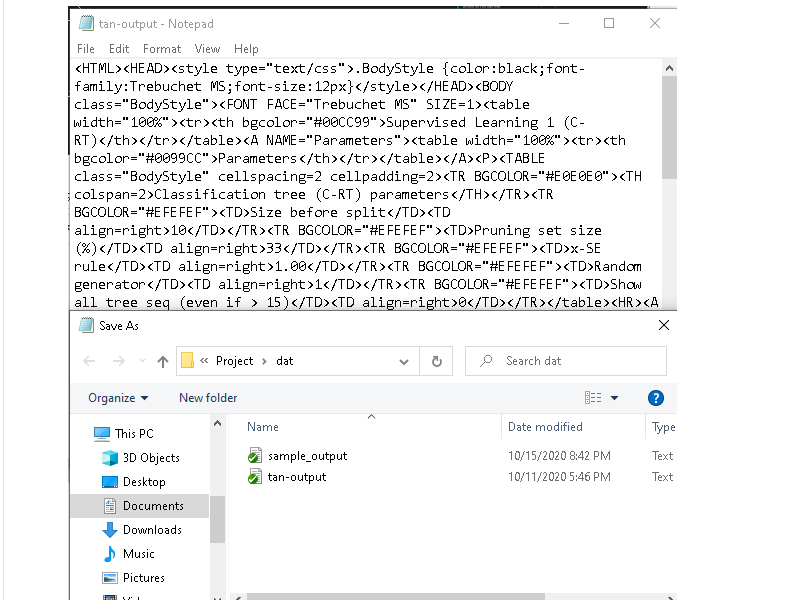 tan-output - Notepad
File Edit Format View Help
<HTML><HEAD><style type="text/css">.BodyStyle {color:black;font-
family:Trebuchet MS;font-size:12px}</style></HEAD><BODY
class="BodyStyle"><FONT FACE="Trebuchet MS" SIZE=1><table
width="100%"><tr><th bgcolor="#00CC99">Supervised Learning 1 (C-
RT)</th></tr></table><A NAME="Parameters"><table width="100%"><tr><th
bgcolor="#0099CC">Parameters</th></tr></table></A><P><TABLE
class="BodyStyle" cellspacing=2 cellpadding=2><TR BGCOLOR="#E0E0E0"><TH
colspan=2>Classification tree (C-RT) parameters</TH></TR><TR
BGCOLOR="#EFEFEF"><TD>Size before split</TD><TD
align=right>10</TD></TR><TR BGCOLOR="#EFEFEF"><TD>Pruning set size
(%)</TD><TD align=right>33</TD></TR><TR BGCOLOR="#EFEFEF"><TD>x-SE
rule</TD><TD align=right>1.00</TD></TR><TR BGCOLOR="#EFEFEF"><TD>Random
generator</TD><TD align=right>1</TD></TR><TR BGCOLOR="#EFEFEF"><TD>Show
all tree seq (even if > 15)</TD><TD align=right>0</TD></TR></table><HR><A
Save As
« Project > dat
Search dat
Organize
New folder
?
Name Date modified Type
This PC
sample_output 10/15/2020 8:42 PM Text
3D Objects
tan-output 10/11/2020 5:46 PM Text
Desktop
Documents
Downloads
Music
Pictures